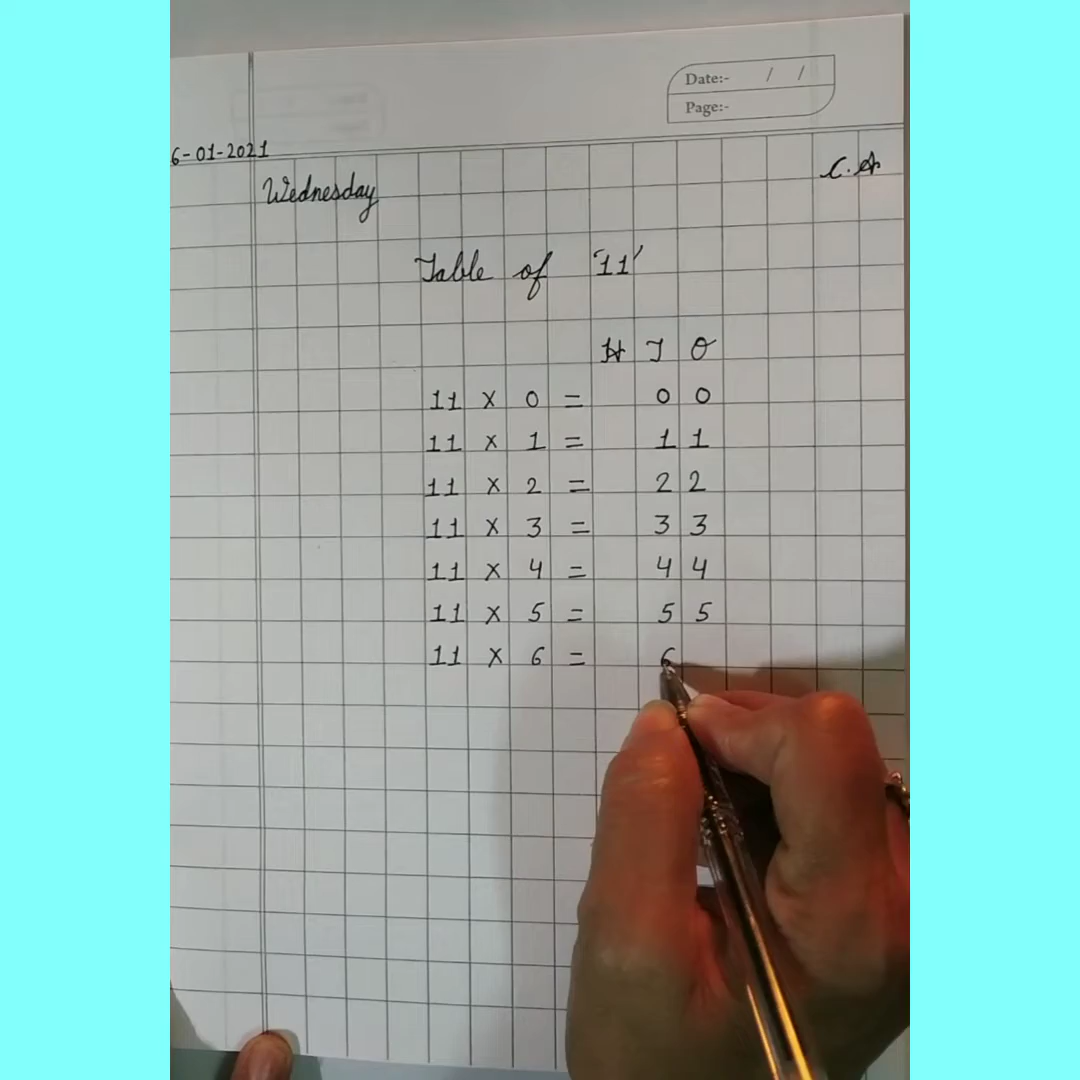 Date:- / /
Page:-
6-01-2021
C.A
Wednesday
Table of '11'
H T O
11 x 0 = 0 0
11 x 1 = 1 1
11 x 2 = 2 2
11 x 3 = 3 3
11 x 4 = 4 4
11 x 5 = 5 5
11 x 6 = 6